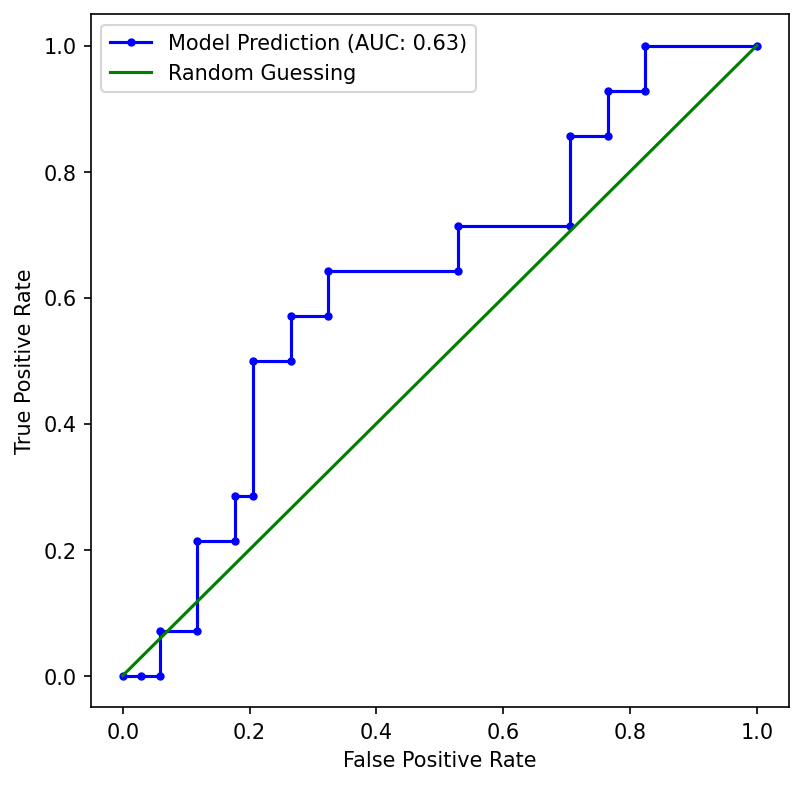 Model Prediction (AUC: 0.63)
Random Guessing
1.0
0.8
0.6
0.4
0.2
0.0
True Positive Rate
0.0 0.2 0.4 0.6 0.8 1.0
False Positive Rate